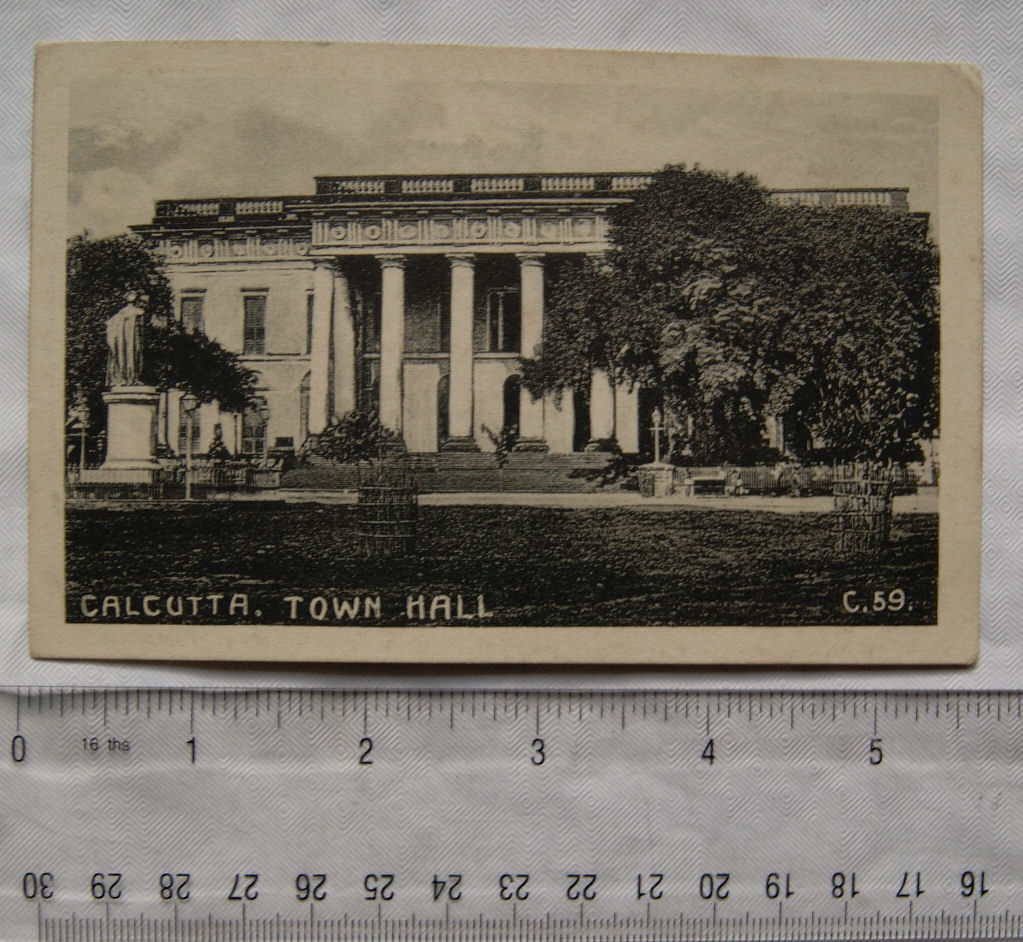 CALCUTTA. TOWN HALL
C.59.
0 16 ths 1 2 3 4 5
30 29 28 27 26 25 24 23 22 21 20 19 18 17 16